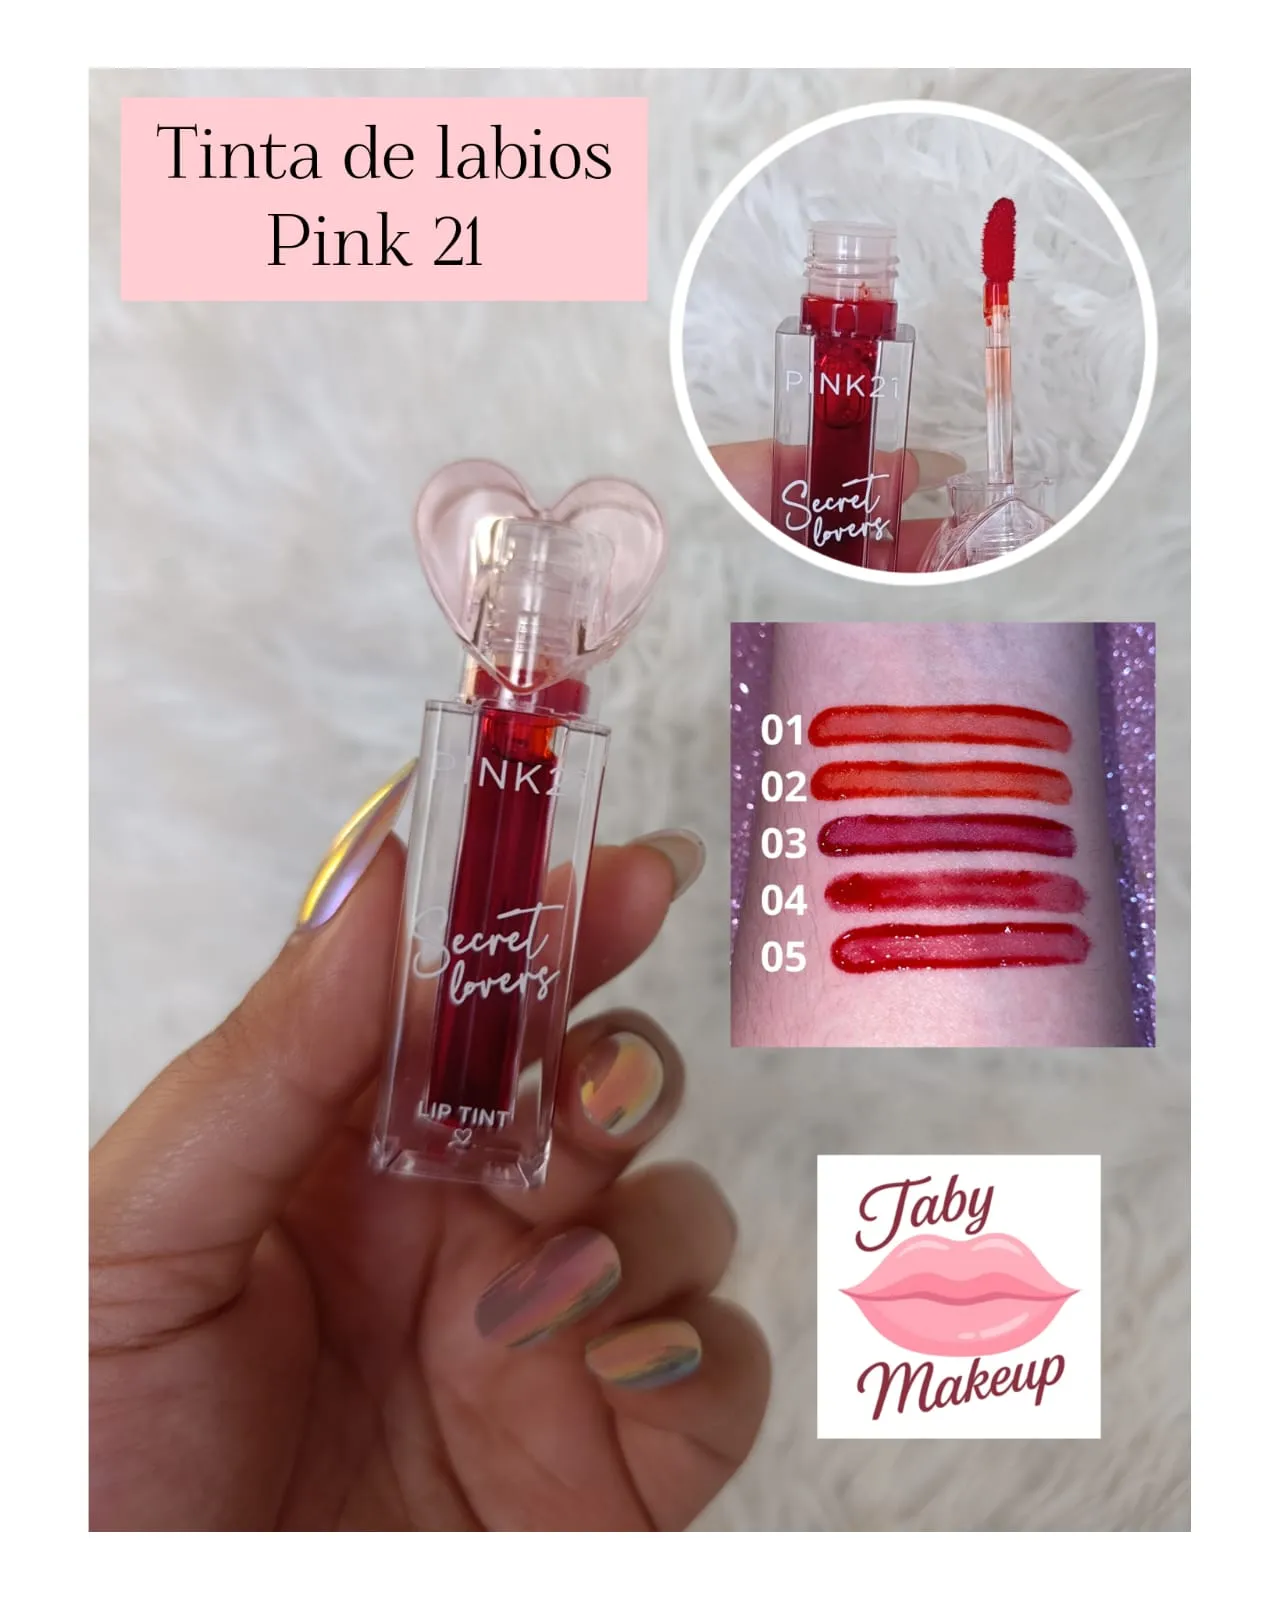 Tinta de labios
Pink 21
PINK21
Secret
lovers
PINK2
Secret
lovers
LIP TINT
01
02
03
04
05
Taby
Makeup